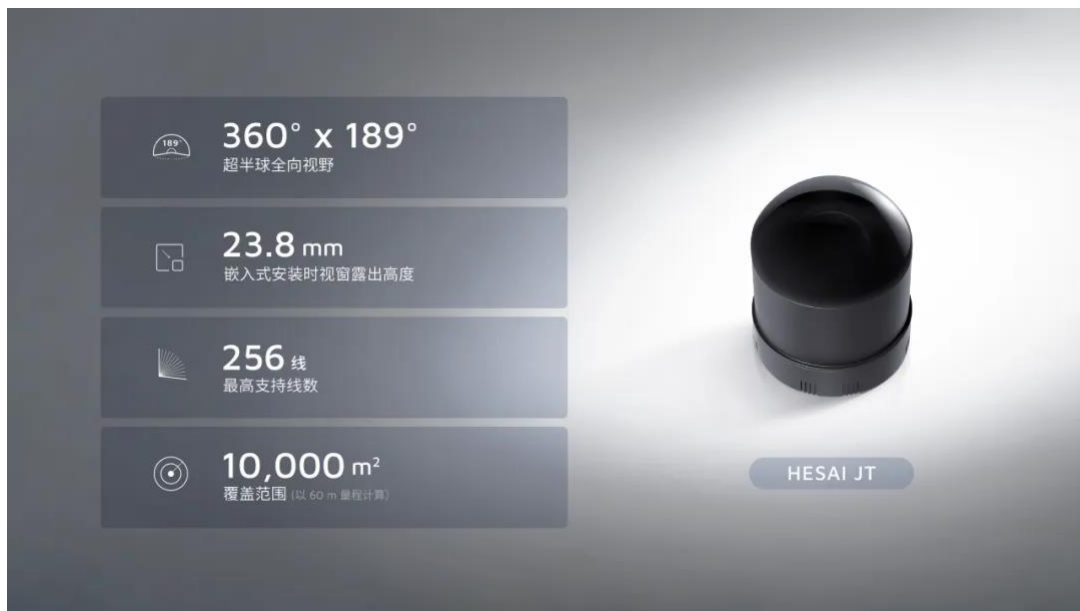 189°
360° x 189°
超半球全向视野
23.8 mm
嵌入式安装时视窗露出高度
256 线
最高支持线数
10,000 m²
覆盖范围 (以 60 m 量程计算)
HESAI JT